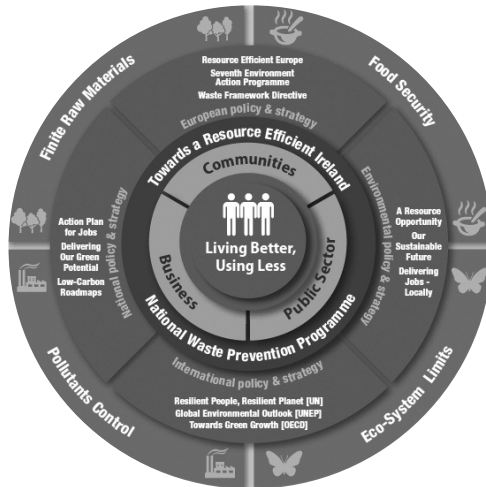 Finite Raw Materials
Food Security
Resource Efficient Europe
Seventh Environment
Action Programme
Waste Framework Directive
European policy & strategy
Towards a Resource Efficient Ireland
Communities
Action Plan
for Jobs
Delivering
Our Green
Potential
Low-Carbon
Roadmaps
National policy & strategy
Living Better,
Using Less
Business
Public Sector
Environmental policy & strategy
A Resource
Opportunity
Our
Sustainable
Future
Delivering
Jobs -
Locally
National Waste Prevention Programme
International policy & strategy
Resilient People, Resilient Planet [UN]
Global Environmental Outlook [UNEP]
Towards Green Growth [OECD]
Pollutants Control
Eco-System Limits